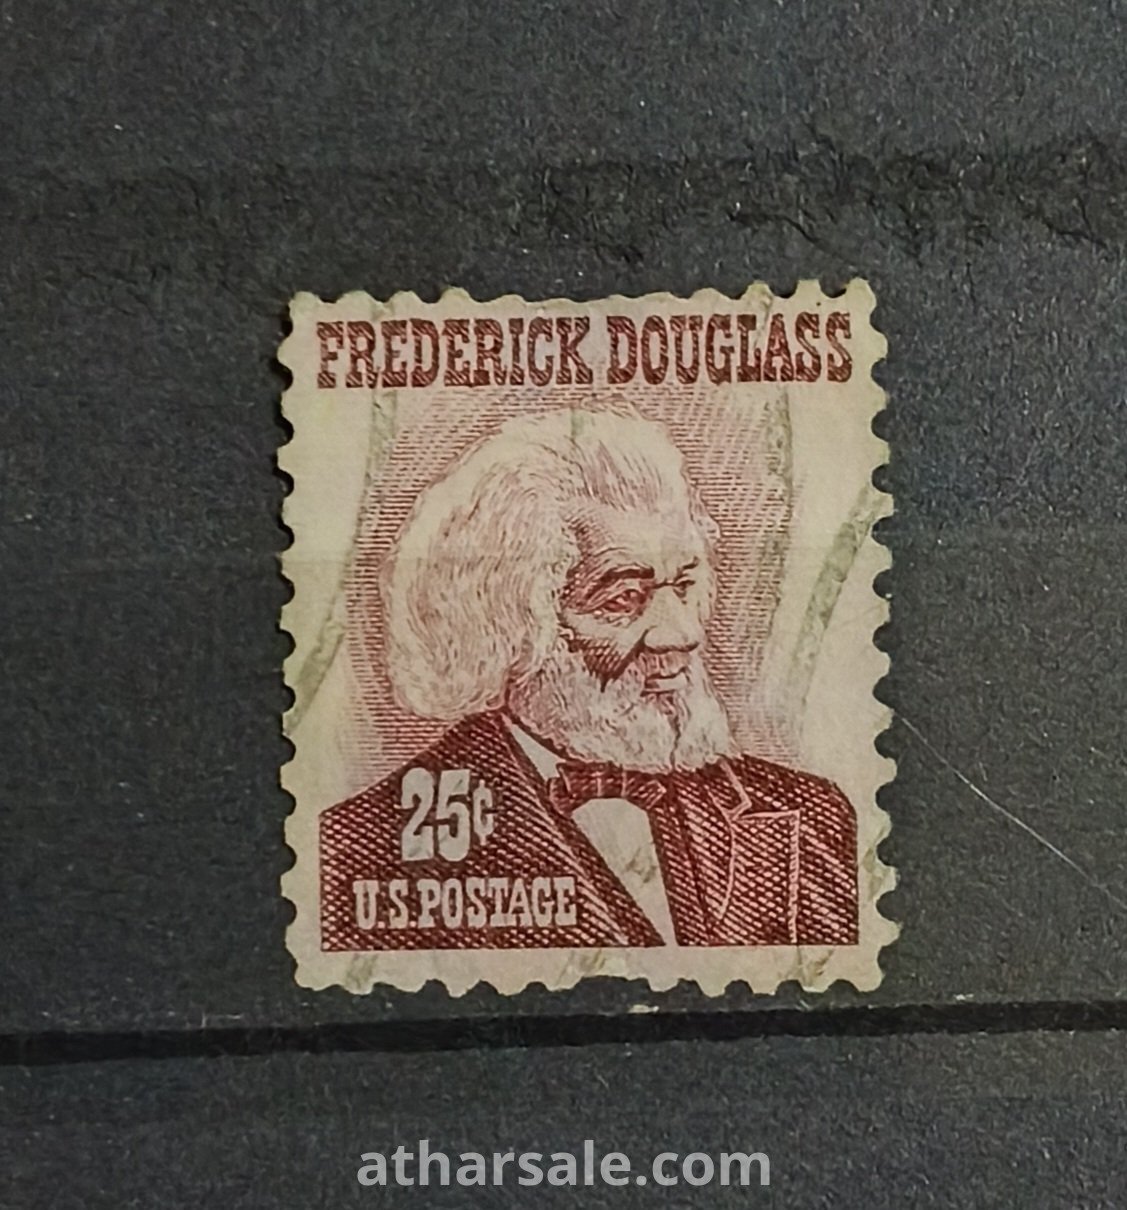 FREDERICK DOUGLASS
25¢
U.S.POSTAGE
atharsale.com